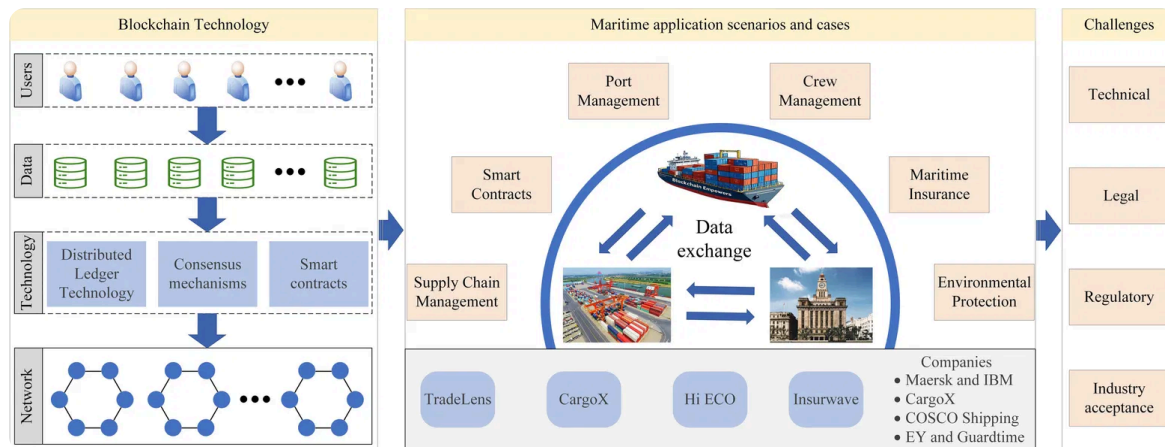 Blockchain Technology
Users
Data
Technology
Distributed
Ledger
Technology
Consensus
mechanisms
Smart
contracts
Network
Maritime application scenarios and cases
Port
Management
Crew
Management
Smart
Contracts
Maritime
Insurance
Supply Chain
Management
Environmental
Protection
Blockchain Empowers
Data
exchange
TradeLens
CargoX
Hi ECO
Insurwave
Companies
• Maersk and IBM
• CargoX
• COSCO Shipping
• EY and Guardtime
Challenges
Technical
Legal
Regulatory
Industry
acceptance